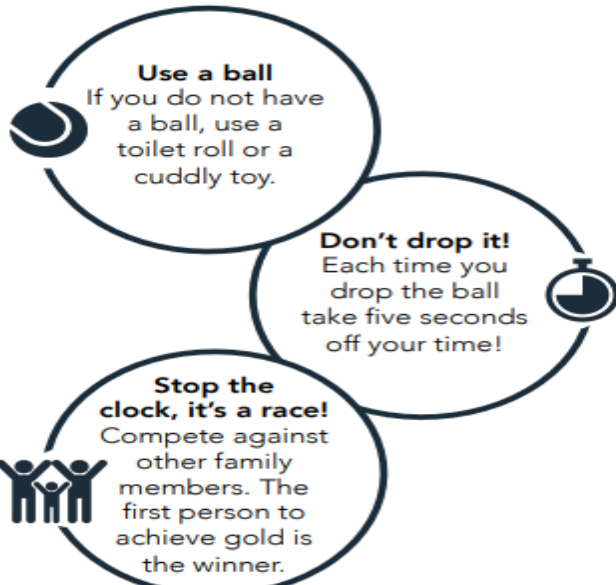 Use a ball
If you do not have
a ball, use a
toilet roll or a
cuddly toy.
Don’t drop it!
Each time you
drop the ball
take five seconds
off your time!
Stop the
clock, it’s a race!
Compete against
other family
members. The
first person to
achieve gold is
the winner.